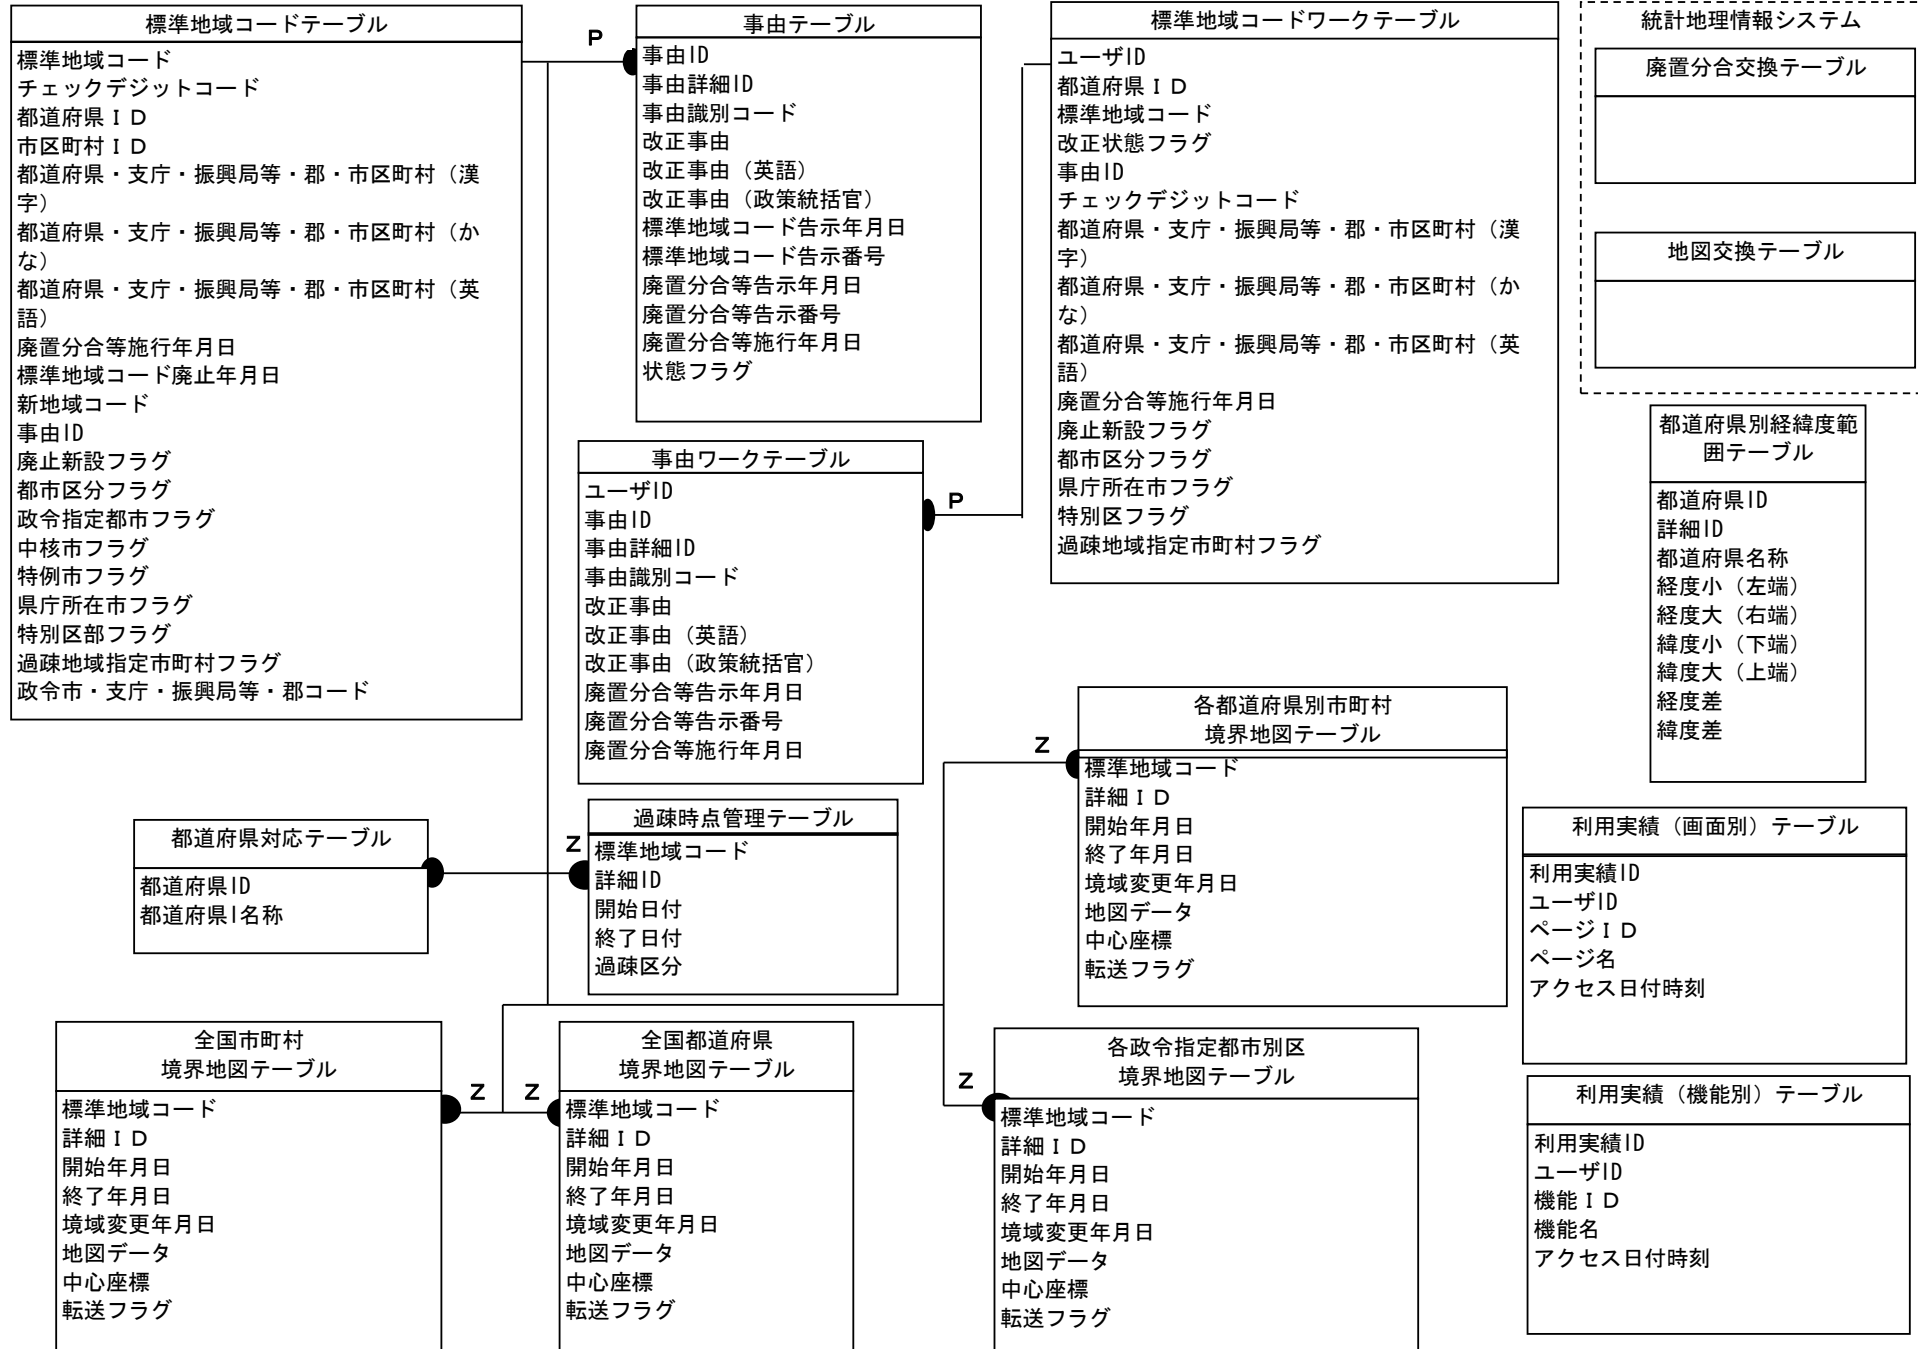 標準地域コードテーブル
標準地域コード
チェックデジットコード
都道府県ＩＤ
市区町村ＩＤ
都道府県・支庁・振興局等・郡・市区町村（漢
字）
都道府県・支庁・振興局等・郡・市区町村（か
な）
都道府県・支庁・振興局等・郡・市区町村（英
語）
廃置分合等施行年月日
標準地域コード廃止年月日
新地域コード
事由ID
廃止新設フラグ
都市区分フラグ
政令指定都市フラグ
中核市フラグ
特例市フラグ
県庁所在市フラグ
特別区部フラグ
過疎地域指定市町村フラグ
政令市・支庁・振興局等・郡コード
P
事由テーブル
事由ID
事由詳細ID
事由識別コード
改正事由
改正事由（英語）
改正事由（政策統括官）
標準地域コード告示年月日
標準地域コード告示番号
廃置分合等告示年月日
廃置分合等告示番号
廃置分合等施行年月日
状態フラグ
標準地域コードワークテーブル
ユーザID
都道府県ＩＤ
標準地域コード
改正状態フラグ
事由ID
チェックデジットコード
都道府県・支庁・振興局等・郡・市区町村（漢
字）
都道府県・支庁・振興局等・郡・市区町村（か
な）
都道府県・支庁・振興局等・郡・市区町村（英
語）
廃置分合等施行年月日
廃止新設フラグ
都市区分フラグ
県庁所在市フラグ
特別区フラグ
過疎地域指定市町村フラグ
統計地理情報システム
廃置分合交換テーブル
地図交換テーブル
都道府県別経緯度範
囲テーブル
都道府県ID
詳細ID
都道府県名称
経度小（左端）
経度大（右端）
緯度小（下端）
緯度大（上端）
経度差
緯度差
事由ワークテーブル
ユーザID
事由ID
事由詳細ID
事由識別コード
改正事由
改正事由（英語）
改正事由（政策統括官）
廃置分合等告示年月日
廃置分合等告示番号
廃置分合等施行年月日
P
各都道府県別市町村
境界地図テーブル
Z
標準地域コード
詳細ＩＤ
開始年月日
終了年月日
境域変更年月日
地図データ
中心座標
転送フラグ
都道府県対応テーブル
都道府県ID
都道府県I名称
Z
過疎時点管理テーブル
標準地域コード
詳細ID
開始日付
終了日付
過疎区分
利用実績（画面別）テーブル
利用実績ID
ユーザID
ページＩＤ
ページ名
アクセス日付時刻
全国市町村
境界地図テーブル
標準地域コード
詳細ＩＤ
開始年月日
終了年月日
境域変更年月日
地図データ
中心座標
転送フラグ
Z
Z
全国都道府県
境界地図テーブル
標準地域コード
詳細ＩＤ
開始年月日
終了年月日
境域変更年月日
地図データ
中心座標
転送フラグ
Z
各政令指定都市別区
境界地図テーブル
標準地域コード
詳細ＩＤ
開始年月日
終了年月日
境域変更年月日
地図データ
中心座標
転送フラグ
利用実績（機能別）テーブル
利用実績ID
ユーザID
機能ＩＤ
機能名
アクセス日付時刻